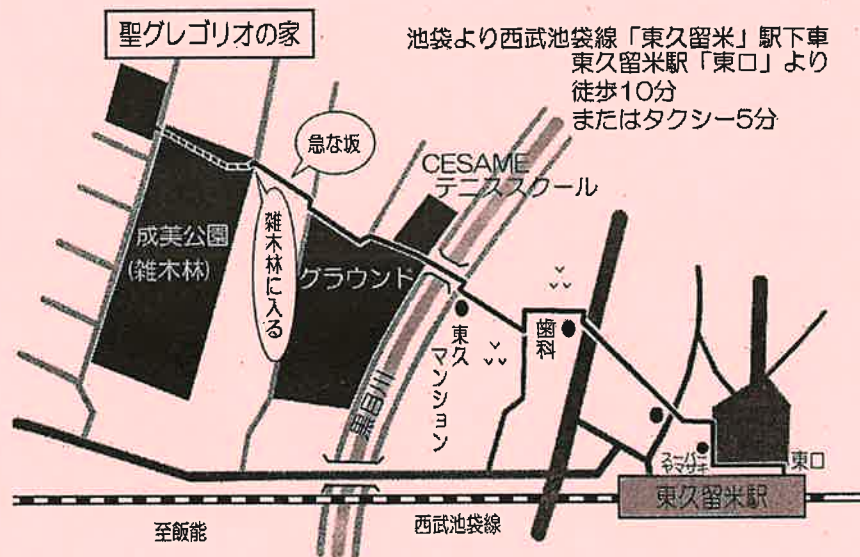 聖グレゴリオの家
池袋より西武池袋線「東久留米」駅下車
東久留米駅「東口」より
徒歩10分
またはタクシー5分
急な坂
CESAME
テニススクール
成美公園
(雑木林)
雑木林に入る
グラウンド
歯科
東久
マンション
黒目川
スーパー
ヤマザキ
東口
東久留米駅
至飯能
西武池袋線